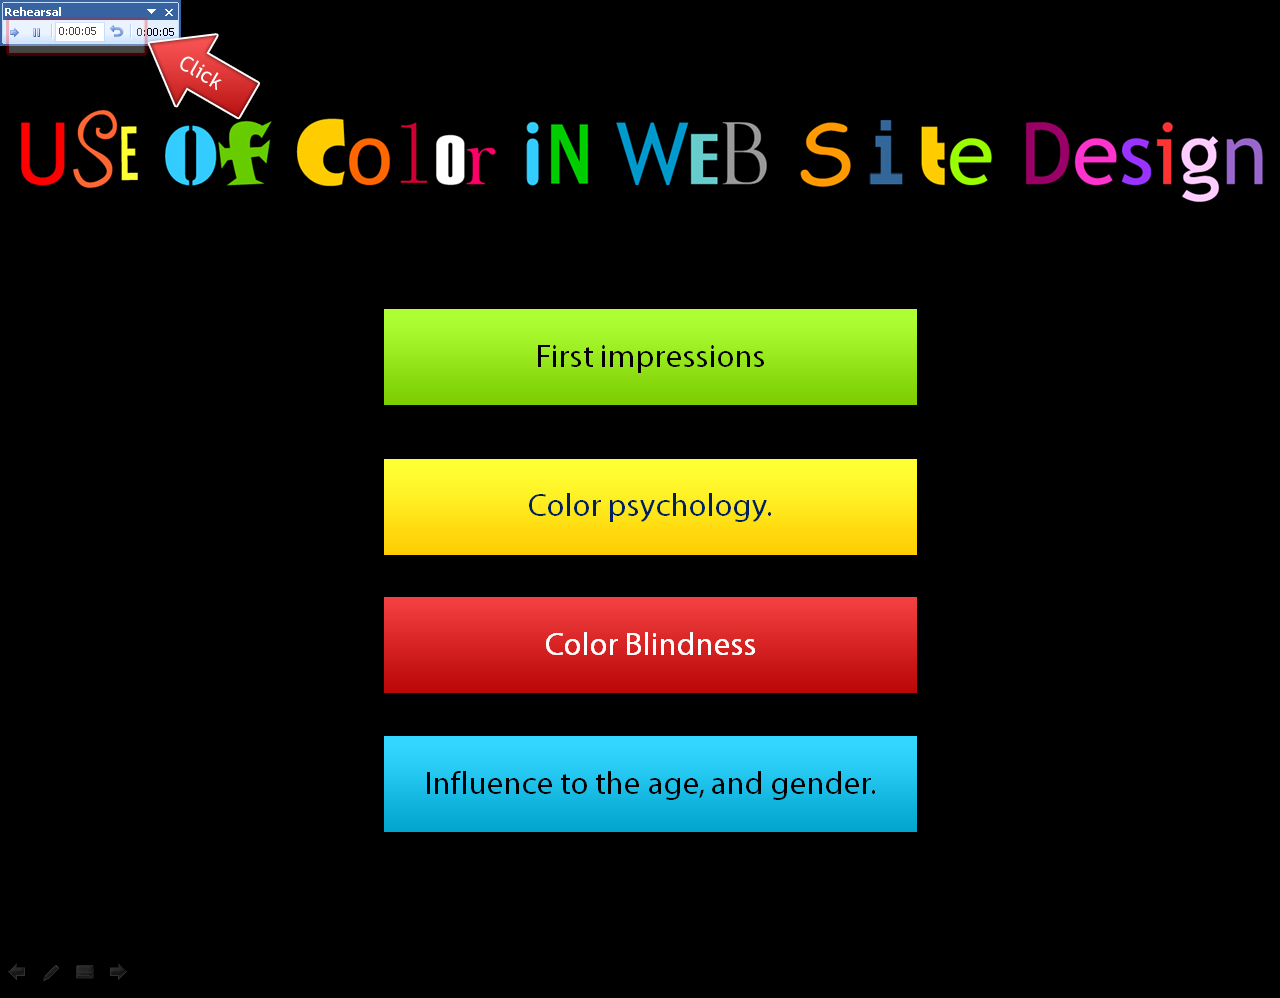 Rehearsal
0:00:05 0:00:05
Click
USE Of Color iN WEB Site Design
First impressions
Color psychology.
Color Blindness
Influence to the age, and gender.